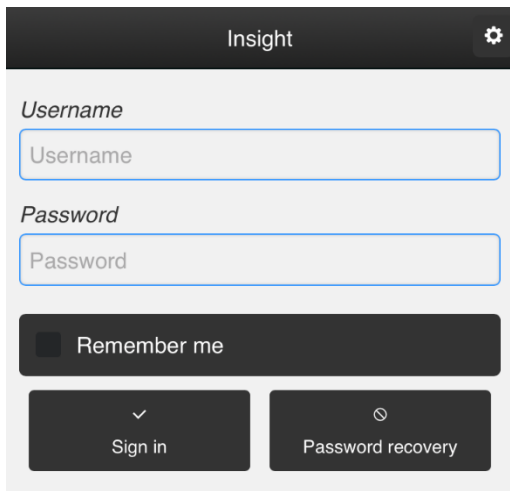 Insight
Username
Username
Password
Password
Remember me
Sign in
Password recovery